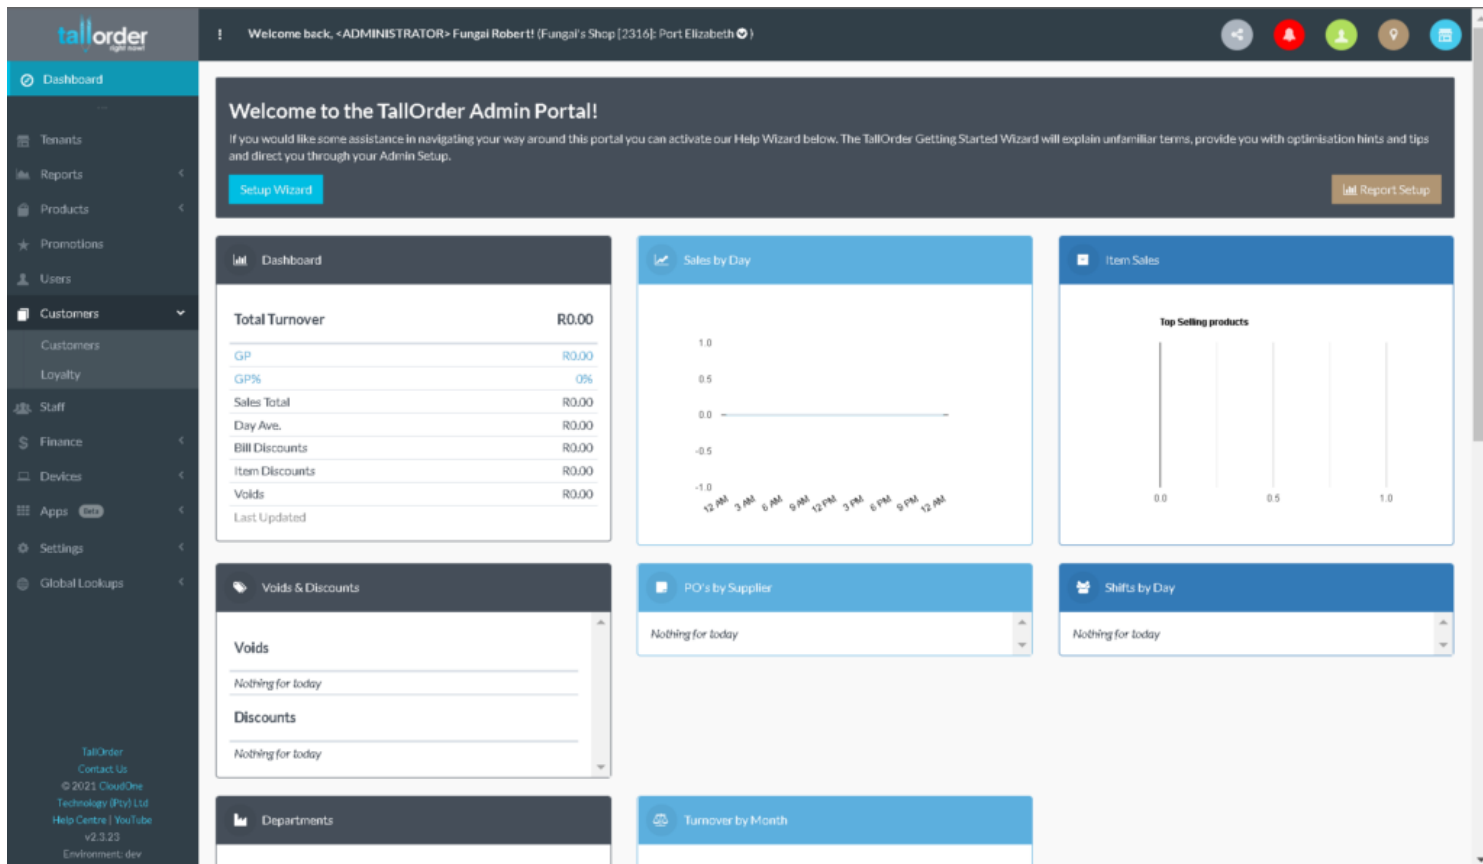 tallorder
right now!
! Welcome back, <ADMINISTRATOR> Fungai Robert! (Fungai's Shop [2316]: Port Elizabeth )
Dashboard
Tenants
Reports
Products
Promotions
Users
Customers
Customers
Loyalty
Staff
Finance
Devices
Apps Beta
Settings
Global Lookups
TallOrder
Contact Us
© 2021 CloudOne
Technology (Pty) Ltd
Help Centre | YouTube
v2.3.23
Environment: dev
Welcome to the TallOrder Admin Portal!
If you would like some assistance in navigating your way around this portal you can activate our Help Wizard below. The TallOrder Getting Started Wizard will explain unfamiliar terms, provide you with optimisation hints and tips
and direct you through your Admin Setup.
Setup Wizard
Report Setup
Dashboard
Total Turnover R0.00
GP R0.00
GP% 0%
Sales Total R0.00
Day Ave. R0.00
Bill Discounts R0.00
Item Discounts R0.00
Voids R0.00
Last Updated
Sales by Day
1.0
0.5
0.0
-0.5
-1.0
12 AM 3 AM 6 AM 9 AM 12 PM 3 PM 6 PM 9 PM 12 AM
Item Sales
Top Selling products
0.0 0.5 1.0
Voids & Discounts
Voids
Nothing for today
Discounts
Nothing for today
PO's by Supplier
Nothing for today
Shifts by Day
Nothing for today
Departments
Turnover by Month